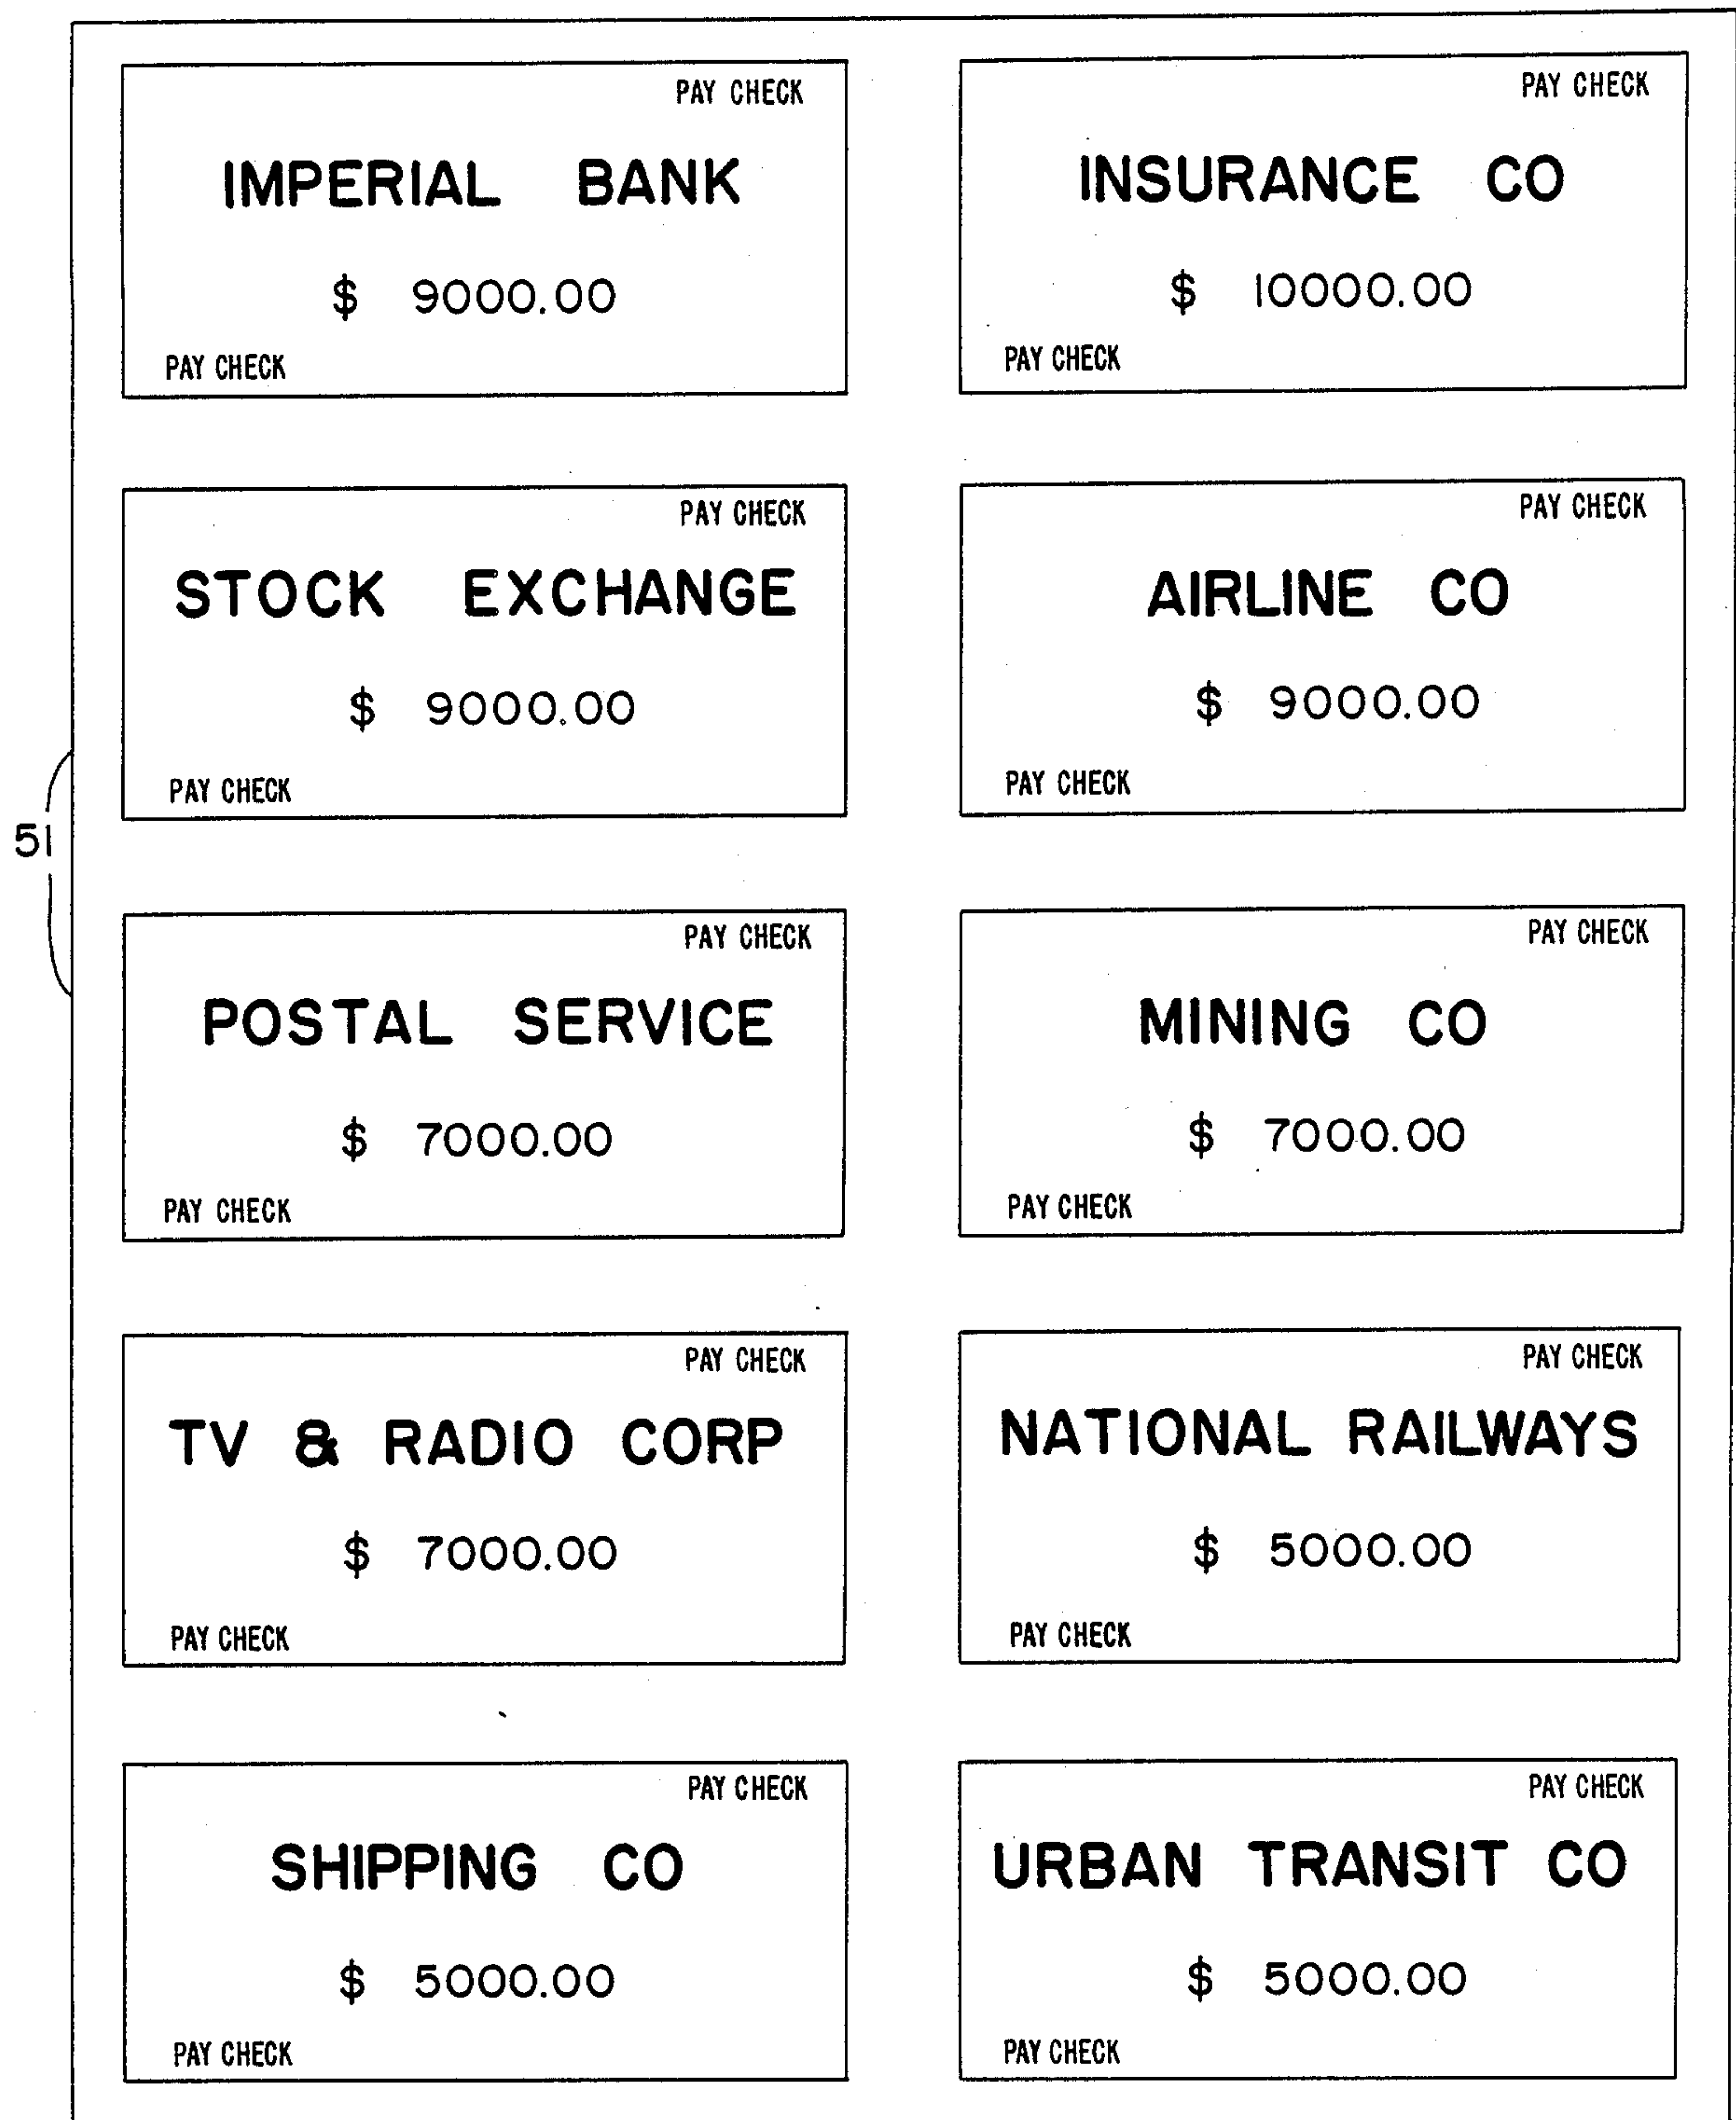 PAY CHECK
IMPERIAL BANK
$ 9000.00
PAY CHECK
PAY CHECK
INSURANCE CO
$ 10000.00
PAY CHECK
PAY CHECK
STOCK EXCHANGE
$ 9000.00
PAY CHECK
PAY CHECK
AIRLINE CO
$ 9000.00
PAY CHECK
51
PAY CHECK
POSTAL SERVICE
$ 7000.00
PAY CHECK
PAY CHECK
MINING CO
$ 7000.00
PAY CHECK
PAY CHECK
TV & RADIO CORP
$ 7000.00
PAY CHECK
PAY CHECK
NATIONAL RAILWAYS
$ 5000.00
PAY CHECK
PAY CHECK
SHIPPING CO
$ 5000.00
PAY CHECK
PAY CHECK
URBAN TRANSIT CO
$ 5000.00
PAY CHECK